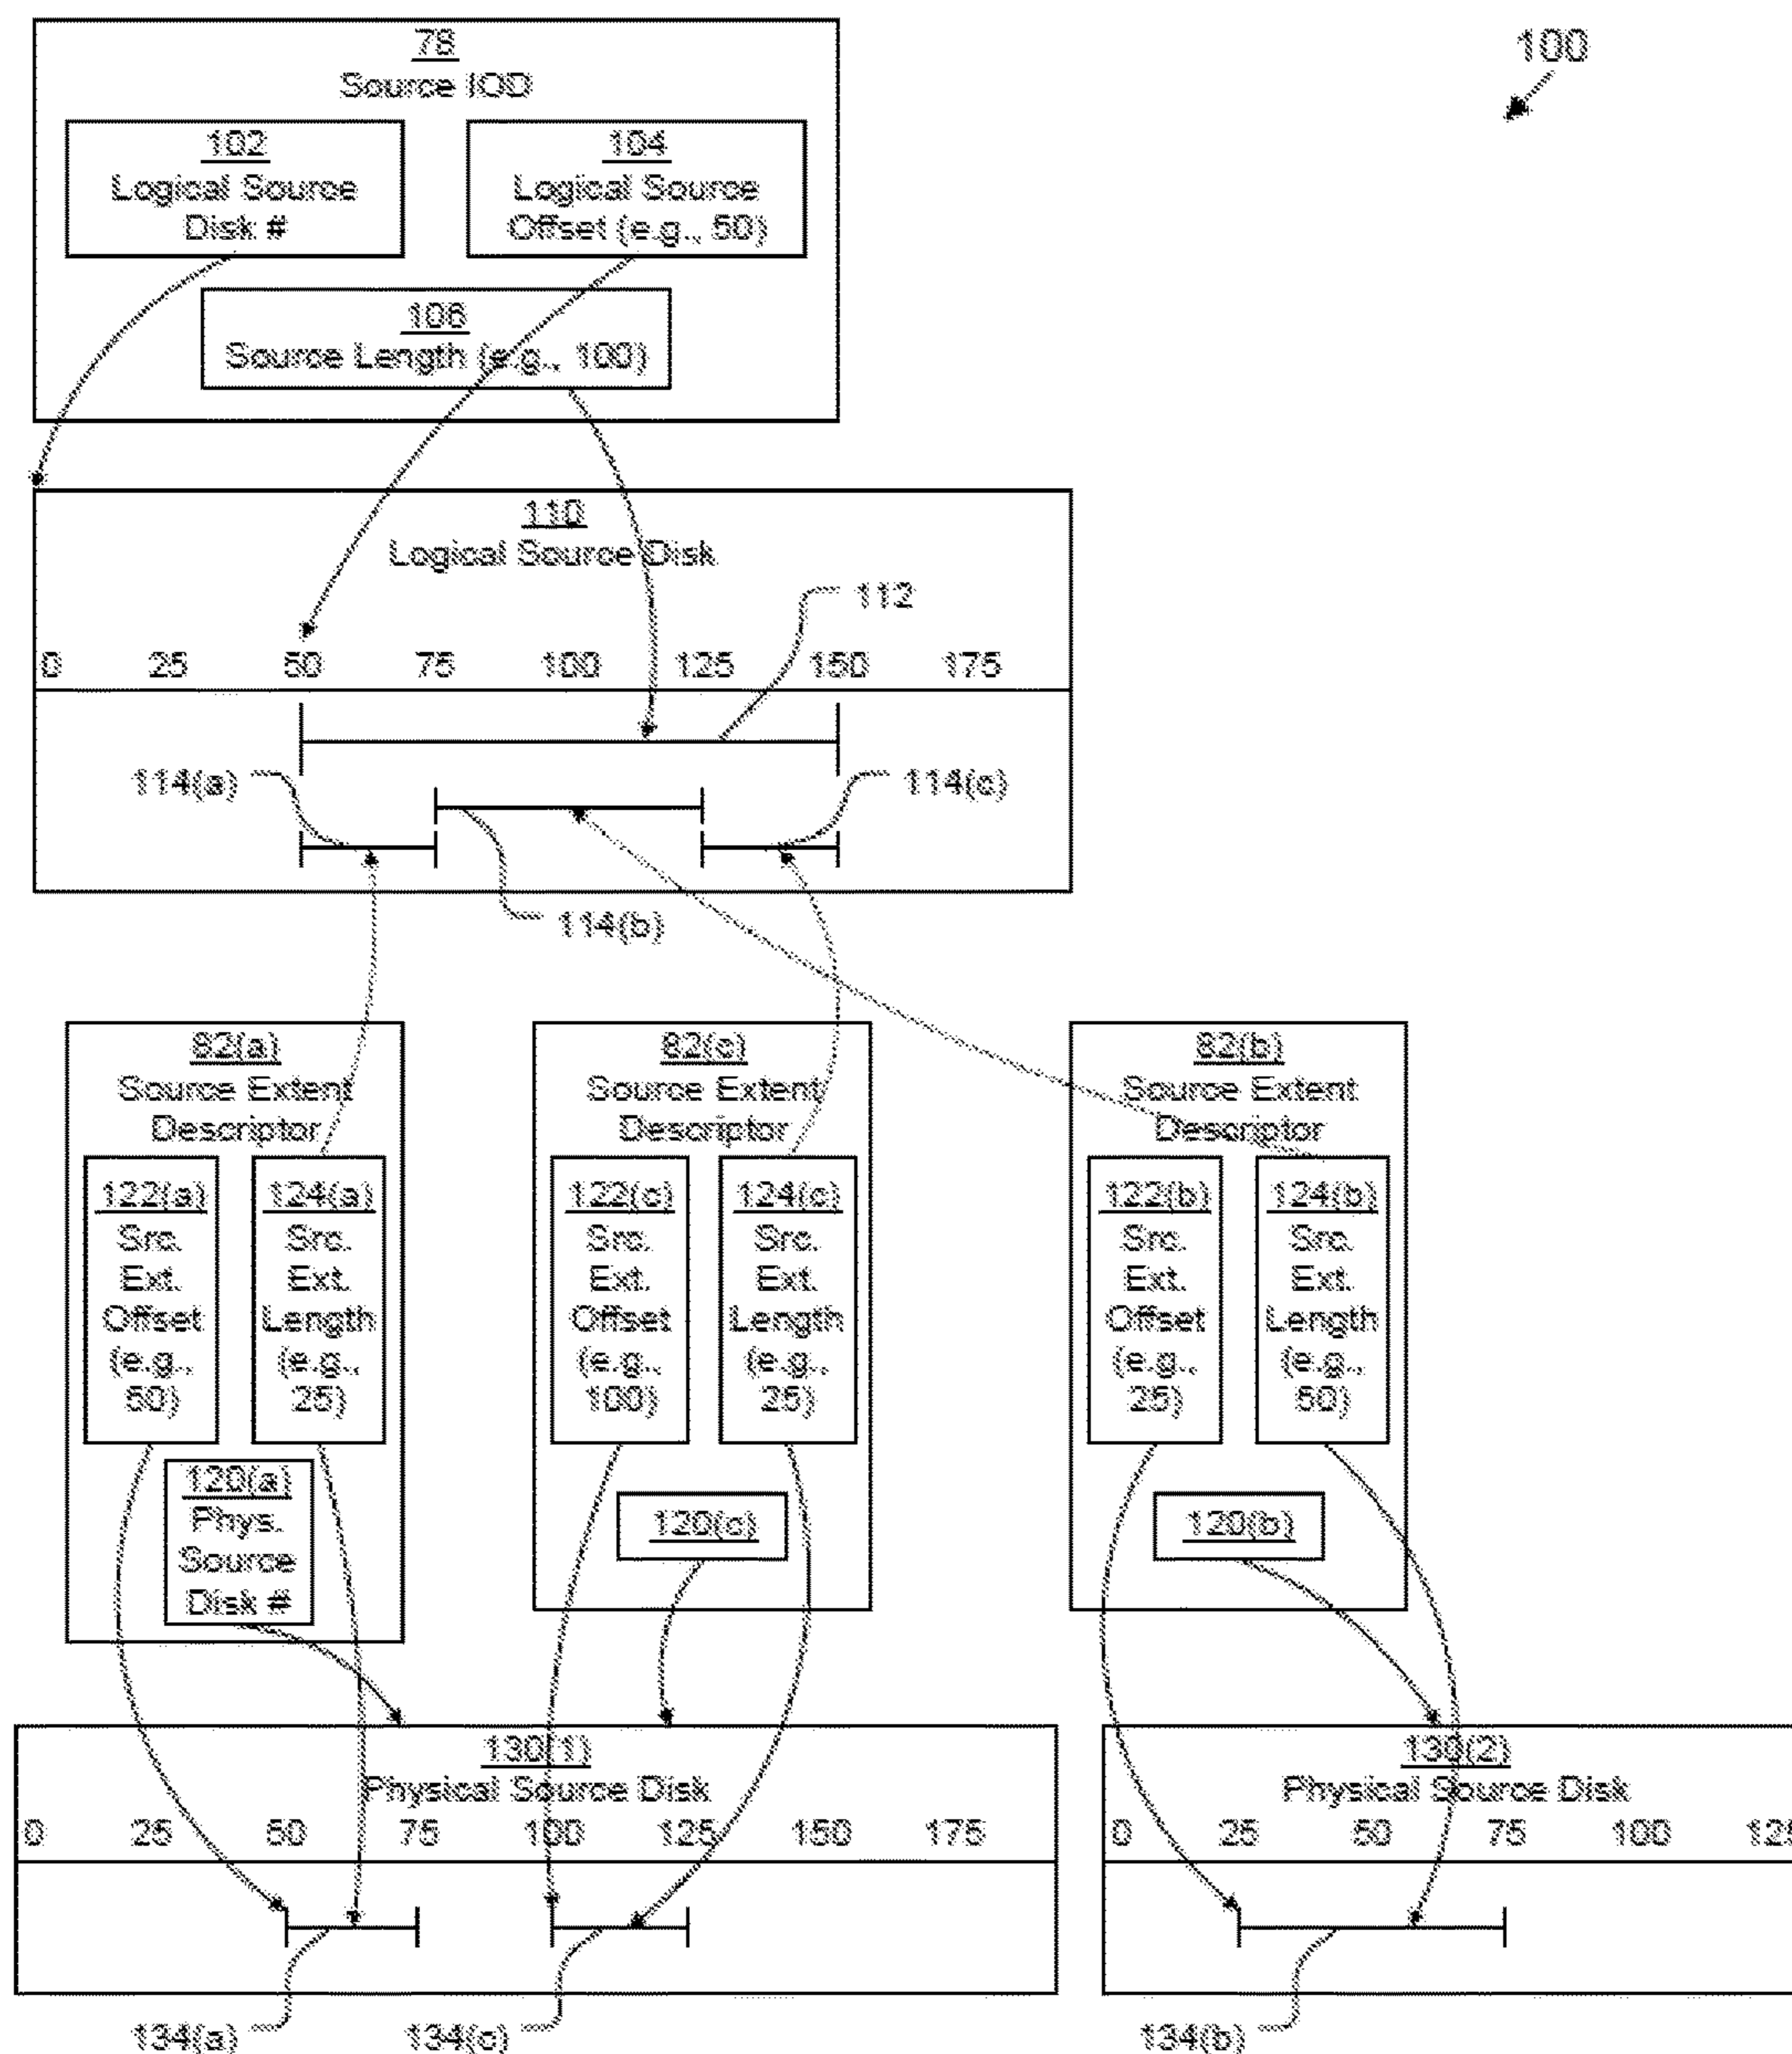 100
78
Source IOD
102
Logical Source
Disk #
104
Logical Source
Offset (e.g., 50)
106
Source Length (e.g., 100)
110
Logical Source Disk
112
0 25 50 75 100 125 150 175
114(a)
114(c)
114(b)
82(a)
Source Extent
Descriptor
122(a)
Src.
Ext.
Offset
(e.g.,
50)
124(a)
Src.
Ext.
Length
(e.g.,
25)
120(a)
Phys.
Source
Disk #
82(c)
Source Extent
Descriptor
122(c)
Src.
Ext.
Offset
(e.g.,
100)
124(c)
Src.
Ext.
Length
(e.g.,
25)
120(c)
82(b)
Source Extent
Descriptor
122(b)
Src.
Ext.
Offset
(e.g.,
25)
124(b)
Src.
Ext.
Length
(e.g.,
50)
120(b)
130(1)
Physical Source Disk
0 25 50 75 100 125 150 175
134(a)
134(c)
130(2)
Physical Source Disk
0 25 50 75 100 125
134(b)